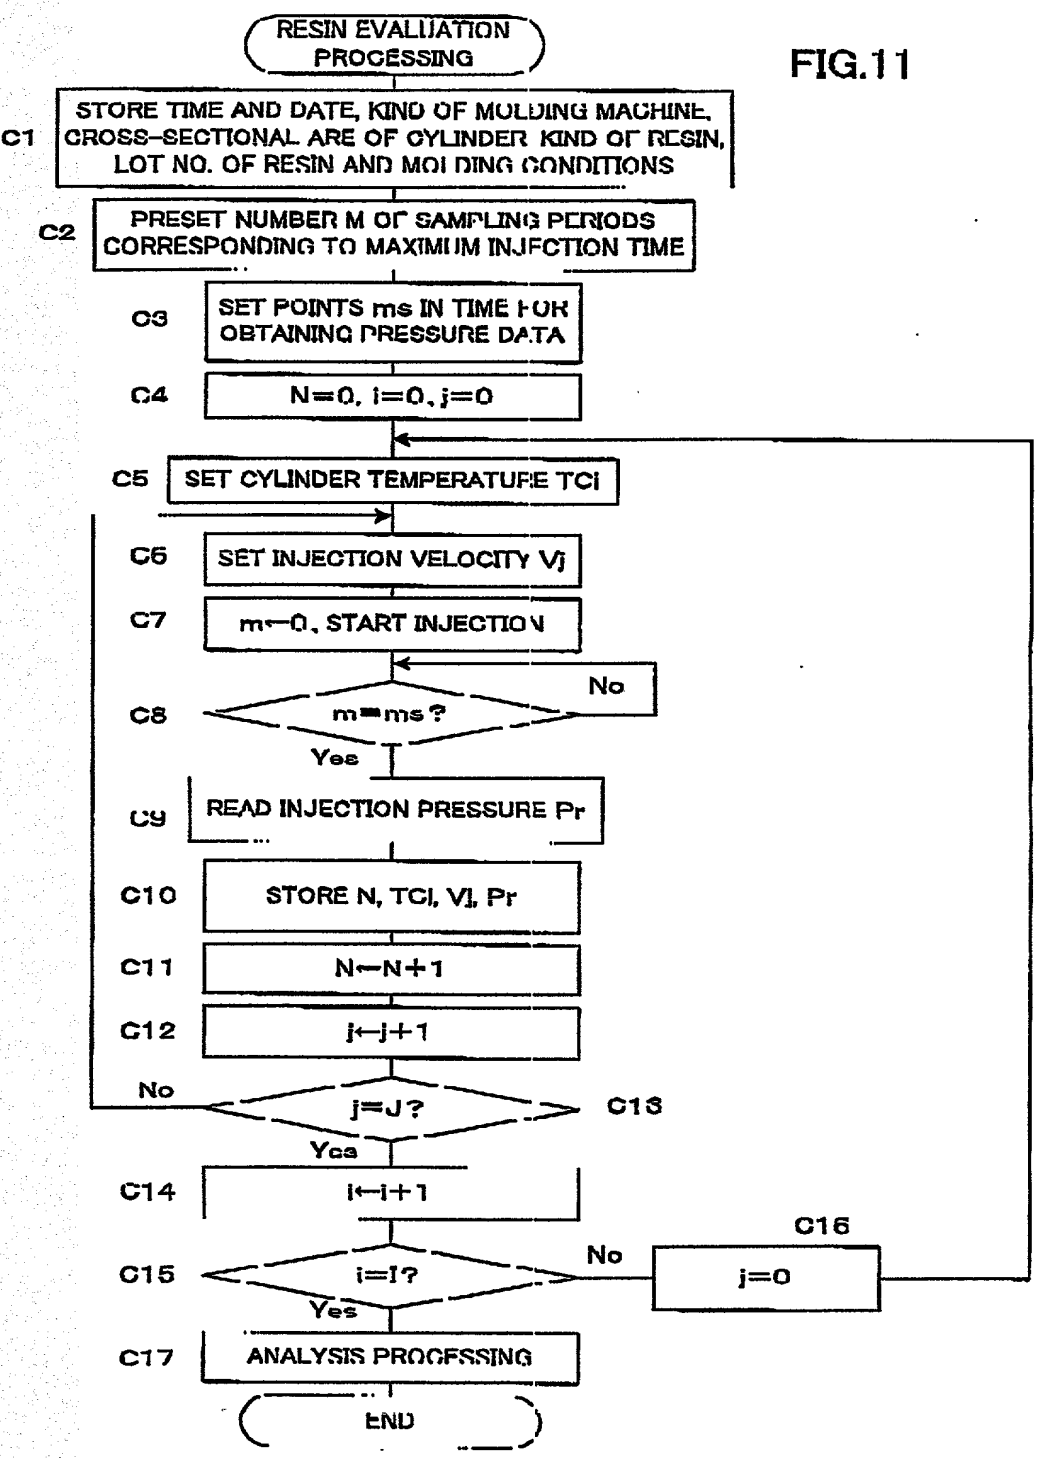 RESIN EVALUATION
PROCESSING
FIG.11
C1
STORE TIME AND DATE, KIND OF MOLDING MACHINE,
CROSS-SECTIONAL ARE OF CYLINDER KIND OF RESIN,
LOT NO. OF RESIN AND MOLDING CONDITIONS
C2
PRESET NUMBER M OF SAMPLING PERIODS
CORRESPONDING TO MAXIMUM INJECTION TIME
C3
SET POINTS ms IN TIME FOR
OBTAINING PRESSURE DATA
C4
N=0, i=0, j=0
C5
SET CYLINDER TEMPERATURE TCi
C6
SET INJECTION VELOCITY Vj
C7
m←0, START INJECTION
No
C8
m=ms?
Yes
C9
READ INJECTION PRESSURE Pr
C10
STORE N, TCi, Vj, Pr
C11
N←N+1
C12
j←j+1
No
j=J?
C13
Yes
C14
i←i+1
C16
No
C15
i=I?
j=0
Yes
C17
ANALYSIS PROCESSING
END